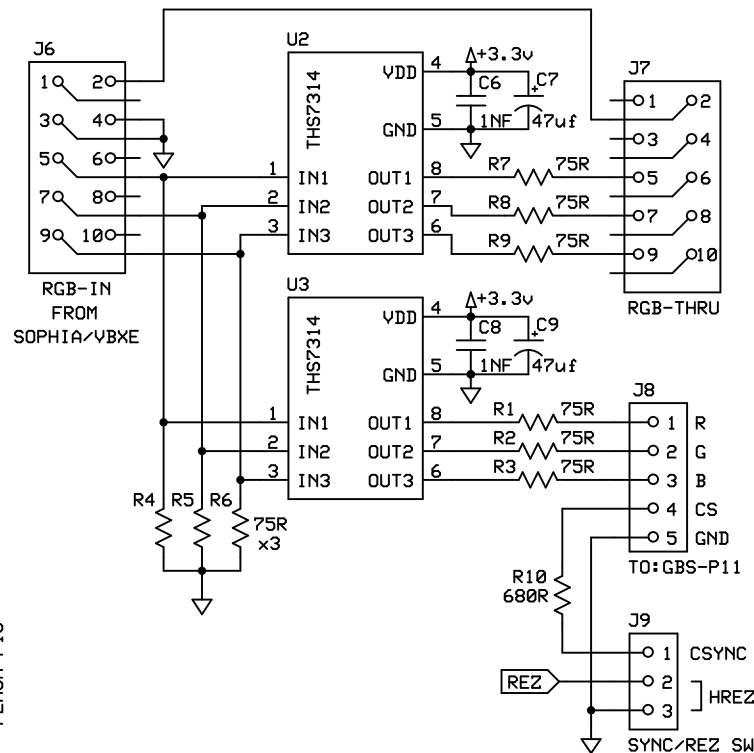 J6
1 2
3 4
5 6
7 8
9 10
RGB-IN
FROM
SOPHIA/VBXE
U2
THS7314
VDD 4
GND 5
1 IN1 OUT1 8
2 IN2 OUT2 7
3 IN3 OUT3 6
+3.3v
C6 C7
1NF 47uf
R7 75R
R8 75R
R9 75R
J7
1 2
3 4
5 6
7 8
9 10
RGB-THRU
U3
THS7314
VDD 4
GND 5
1 IN1 OUT1 8
2 IN2 OUT2 7
3 IN3 OUT3 6
+3.3v
C8 C9
1NF 47uf
R1 75R
R2 75R
R3 75R
R4 R5 R6
75R
x3
J8
1 R
2 G
3 B
4 CS
5 GND
TO:GBS-P11
R10
680R
J9
1 CSYNC
2
3
HREZ
REZ
SYNC/REZ SW